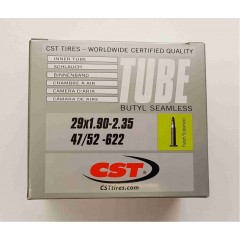 CST TIRES - WORLDWIDE CERTIFIED QUALITY
INNER TUBE
SCHLAUCH
BINNENBAND
CHAMBRE A AIR
CAMERA D'ARIA
CAMARA DE AIRE
TUBE
BUTYL SEAMLESS
29x1.90-2.35
47/52 -622
CST
CSTtires.com